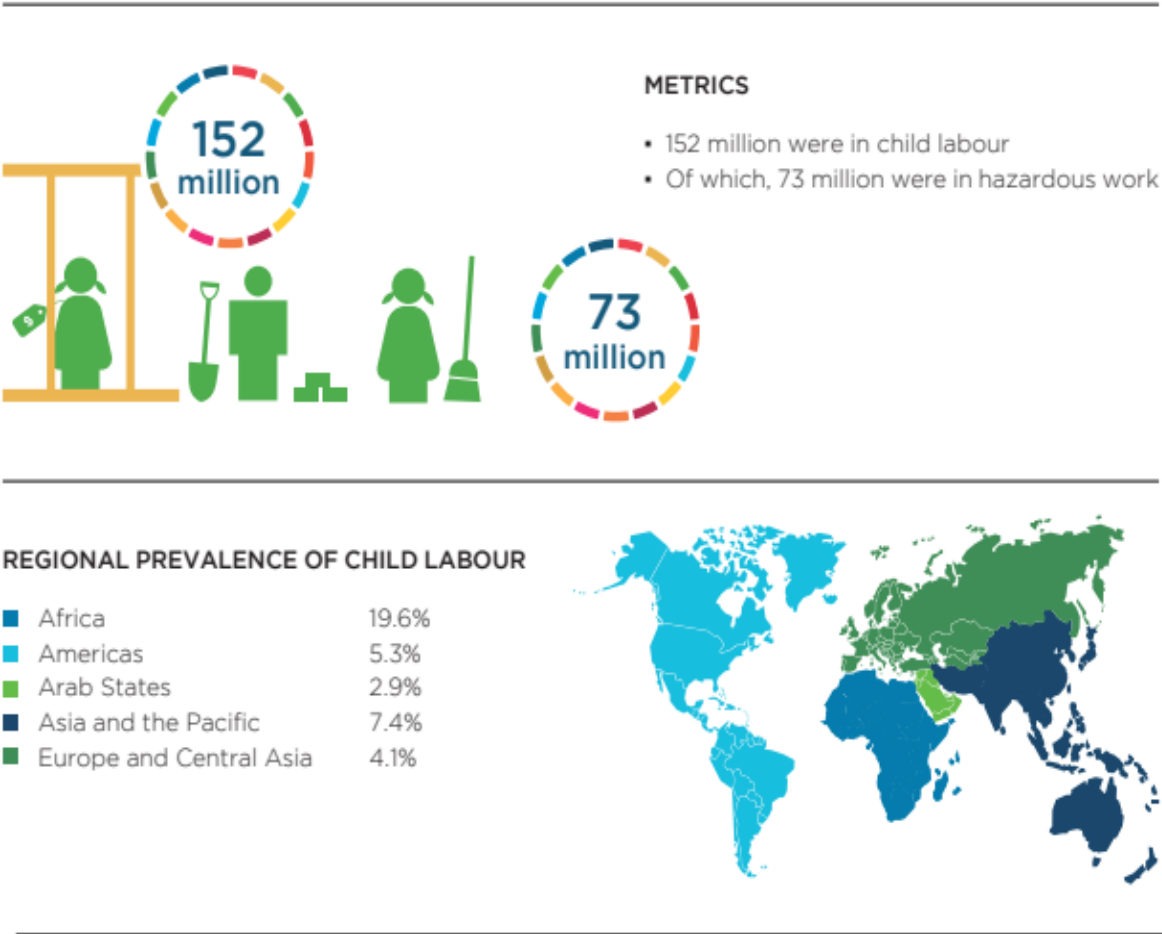 152
million
METRICS
▪ 152 million were in child labour
▪ Of which, 73 million were in hazardous work
$
73
million
REGIONAL PREVALENCE OF CHILD LABOUR
Africa 19.6%
Americas 5.3%
Arab States 2.9%
Asia and the Pacific 7.4%
Europe and Central Asia 4.1%